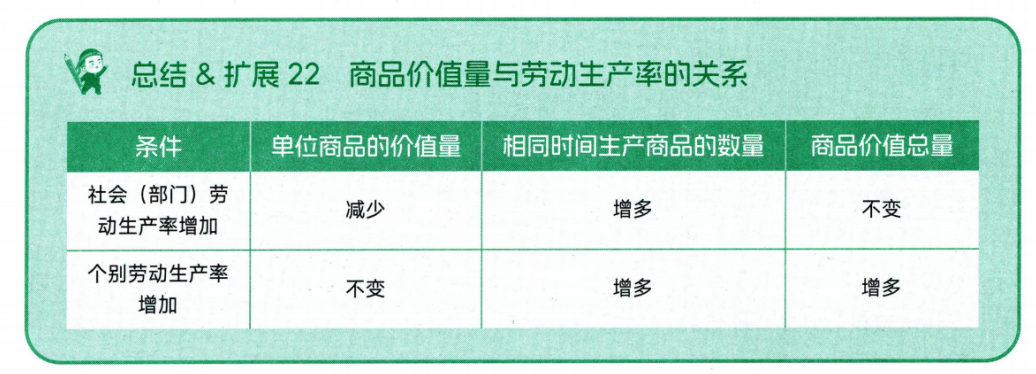 总结 & 扩展 22 商品价值量与劳动生产率的关系
条件 单位商品的价值量 相同时间生产商品的数量 商品价值总量
社会（部门）劳
动生产率增加 减少 增多 不变
个别劳动生产率
增加 不变 增多 增多